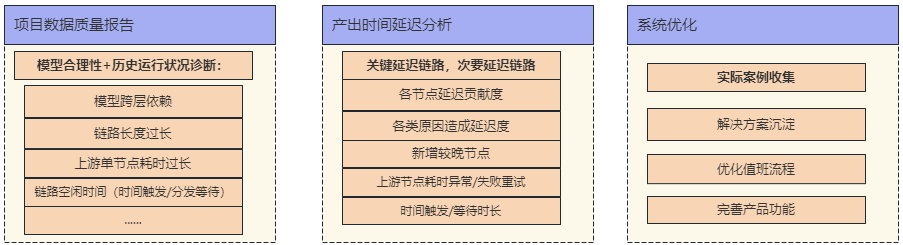 项目数据质量报告
模型合理性+历史运行状况诊断：
模型跨层依赖
链路长度过长
上游单节点耗时过长
链路空闲时间（时间触发/分发等待）
......
产出时间延迟分析
关键延迟链路，次要延迟链路
各节点延迟贡献度
各类原因造成延迟度
新增较晚节点
上游节点耗时异常/失败重试
时间触发/等待时长
系统优化
实际案例收集
解决方案沉淀
优化值班流程
完善产品功能